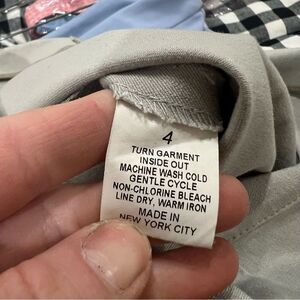 4
TURN GARMENT
INSIDE OUT
MACHINE WASH COLD
GENTLE CYCLE
NON-CHLORINE BLEACH
LINE DRY, WARM IRON
MADE IN
NEW YORK CITY